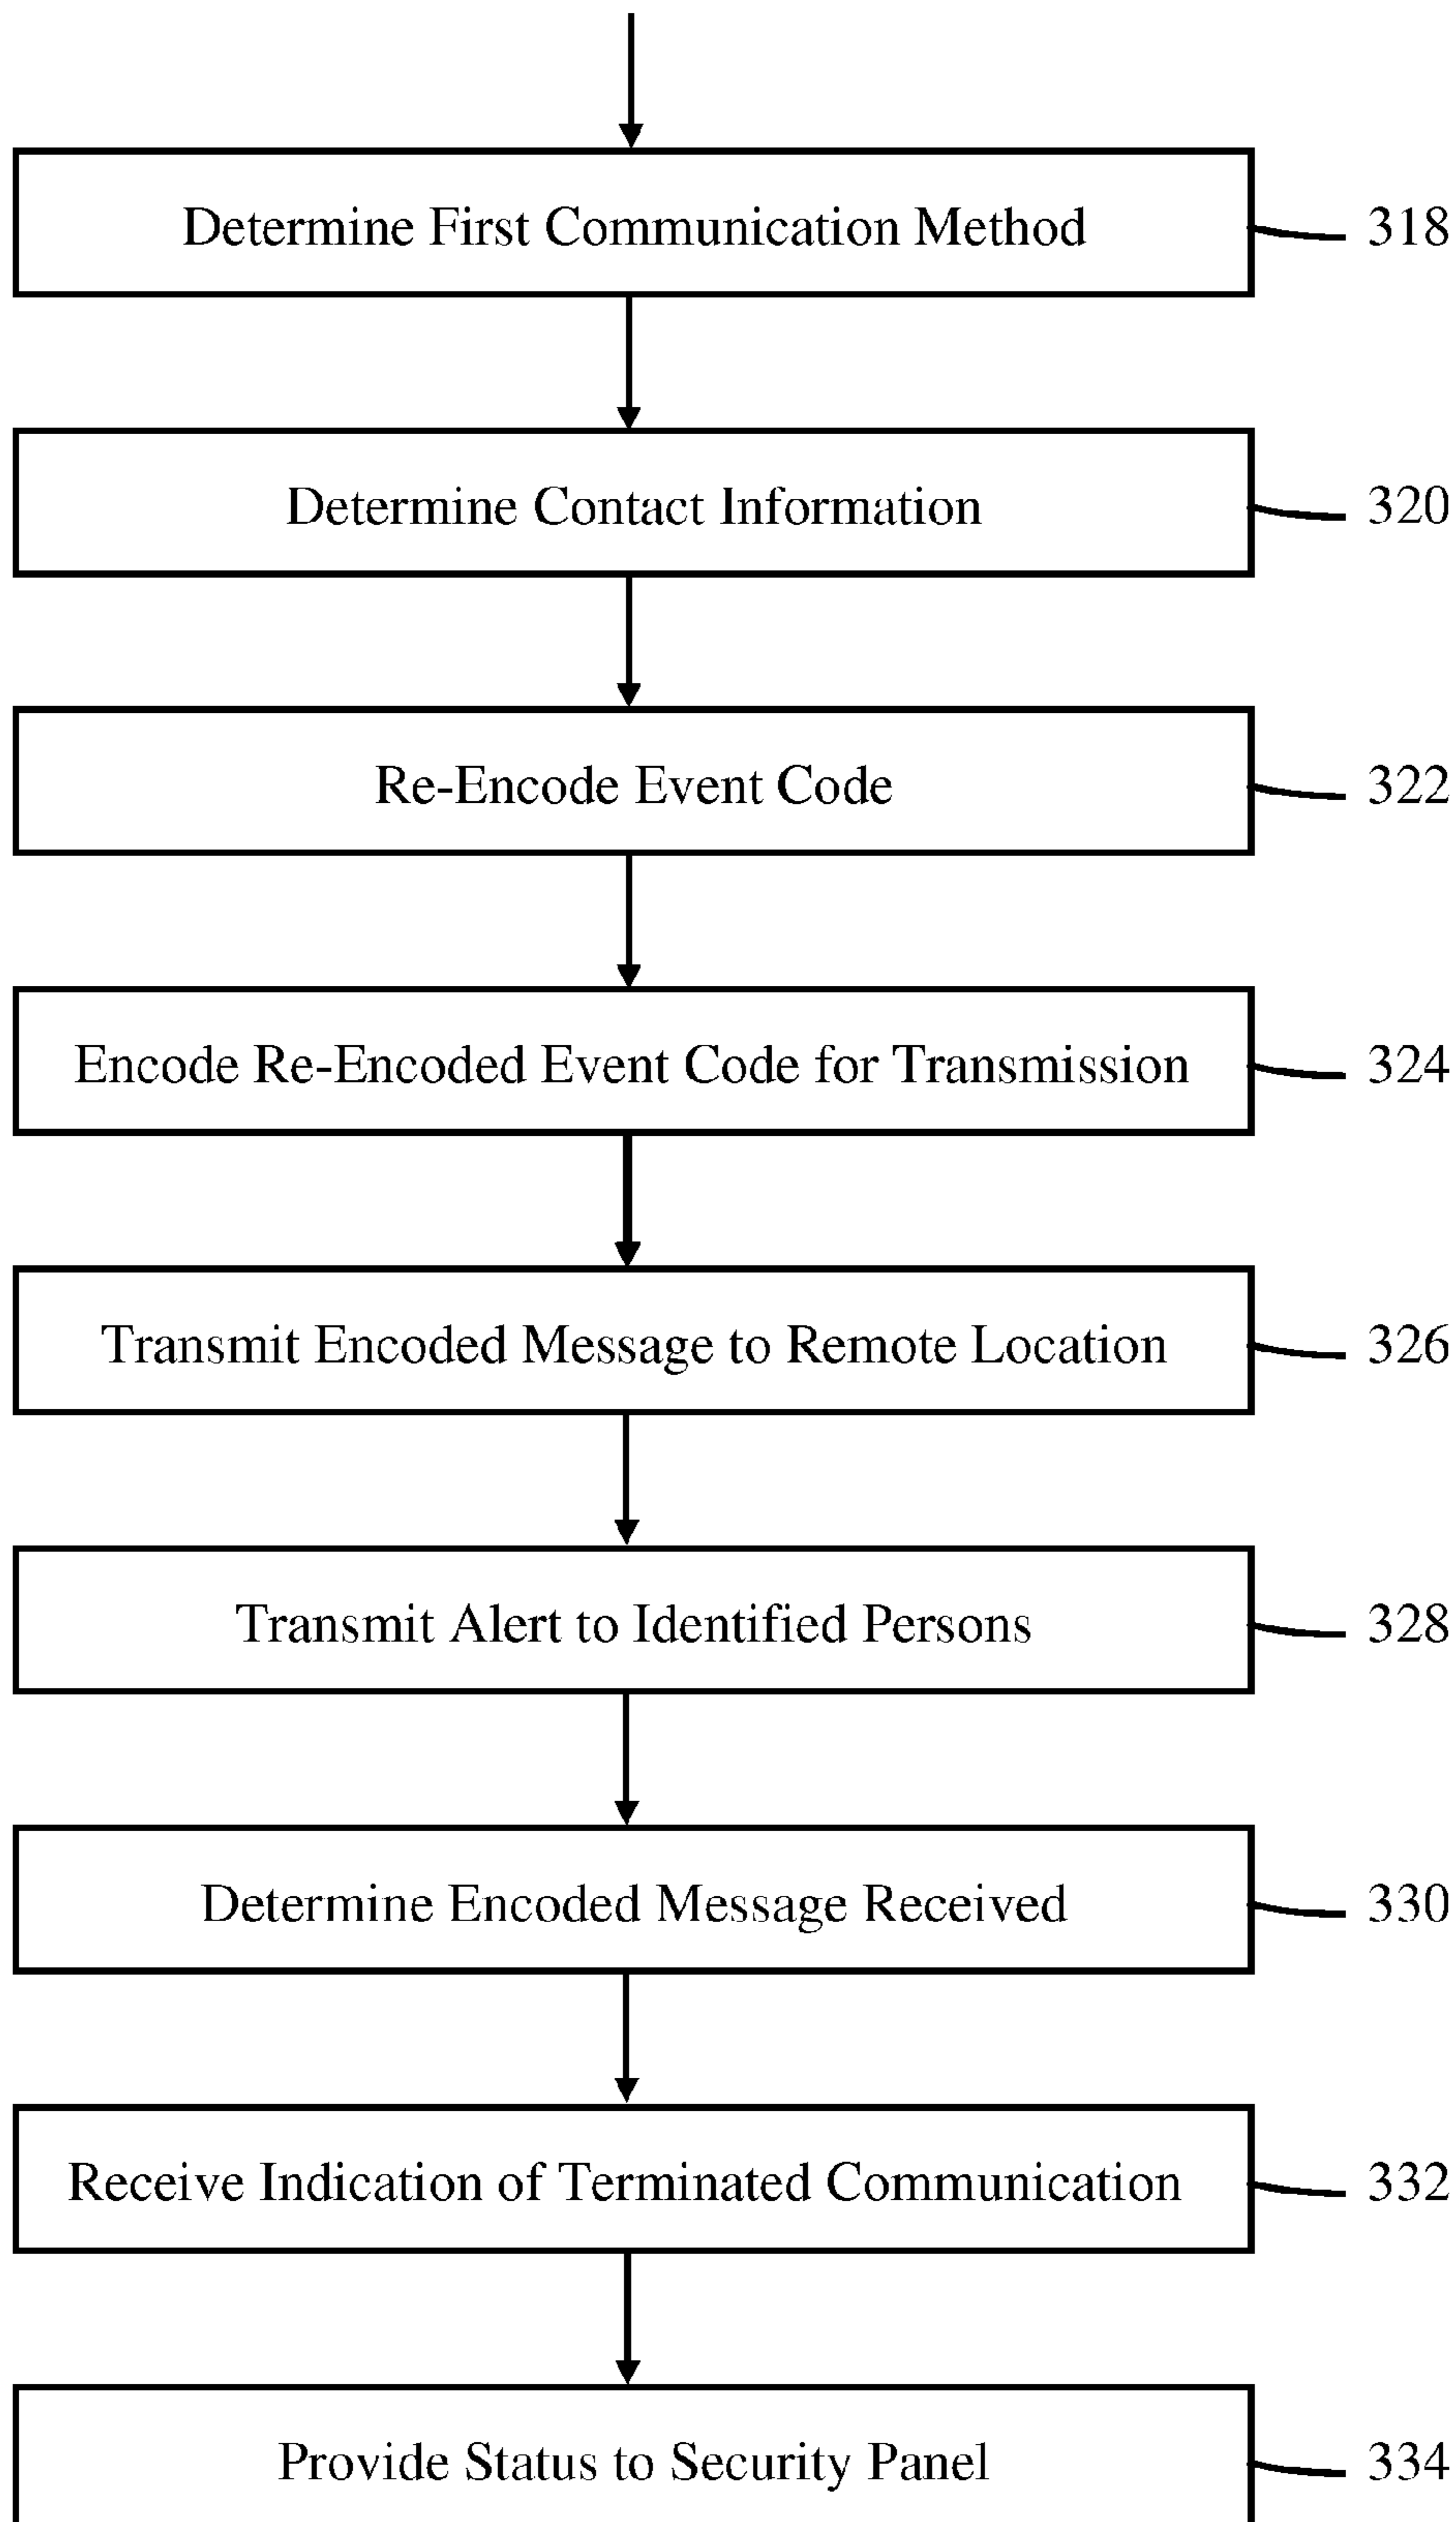 Determine First Communication Method 318
Determine Contact Information 320
Re-Encode Event Code 322
Encode Re-Encoded Event Code for Transmission 324
Transmit Encoded Message to Remote Location 326
Transmit Alert to Identified Persons 328
Determine Encoded Message Received 330
Receive Indication of Terminated Communication 332
Provide Status to Security Panel 334